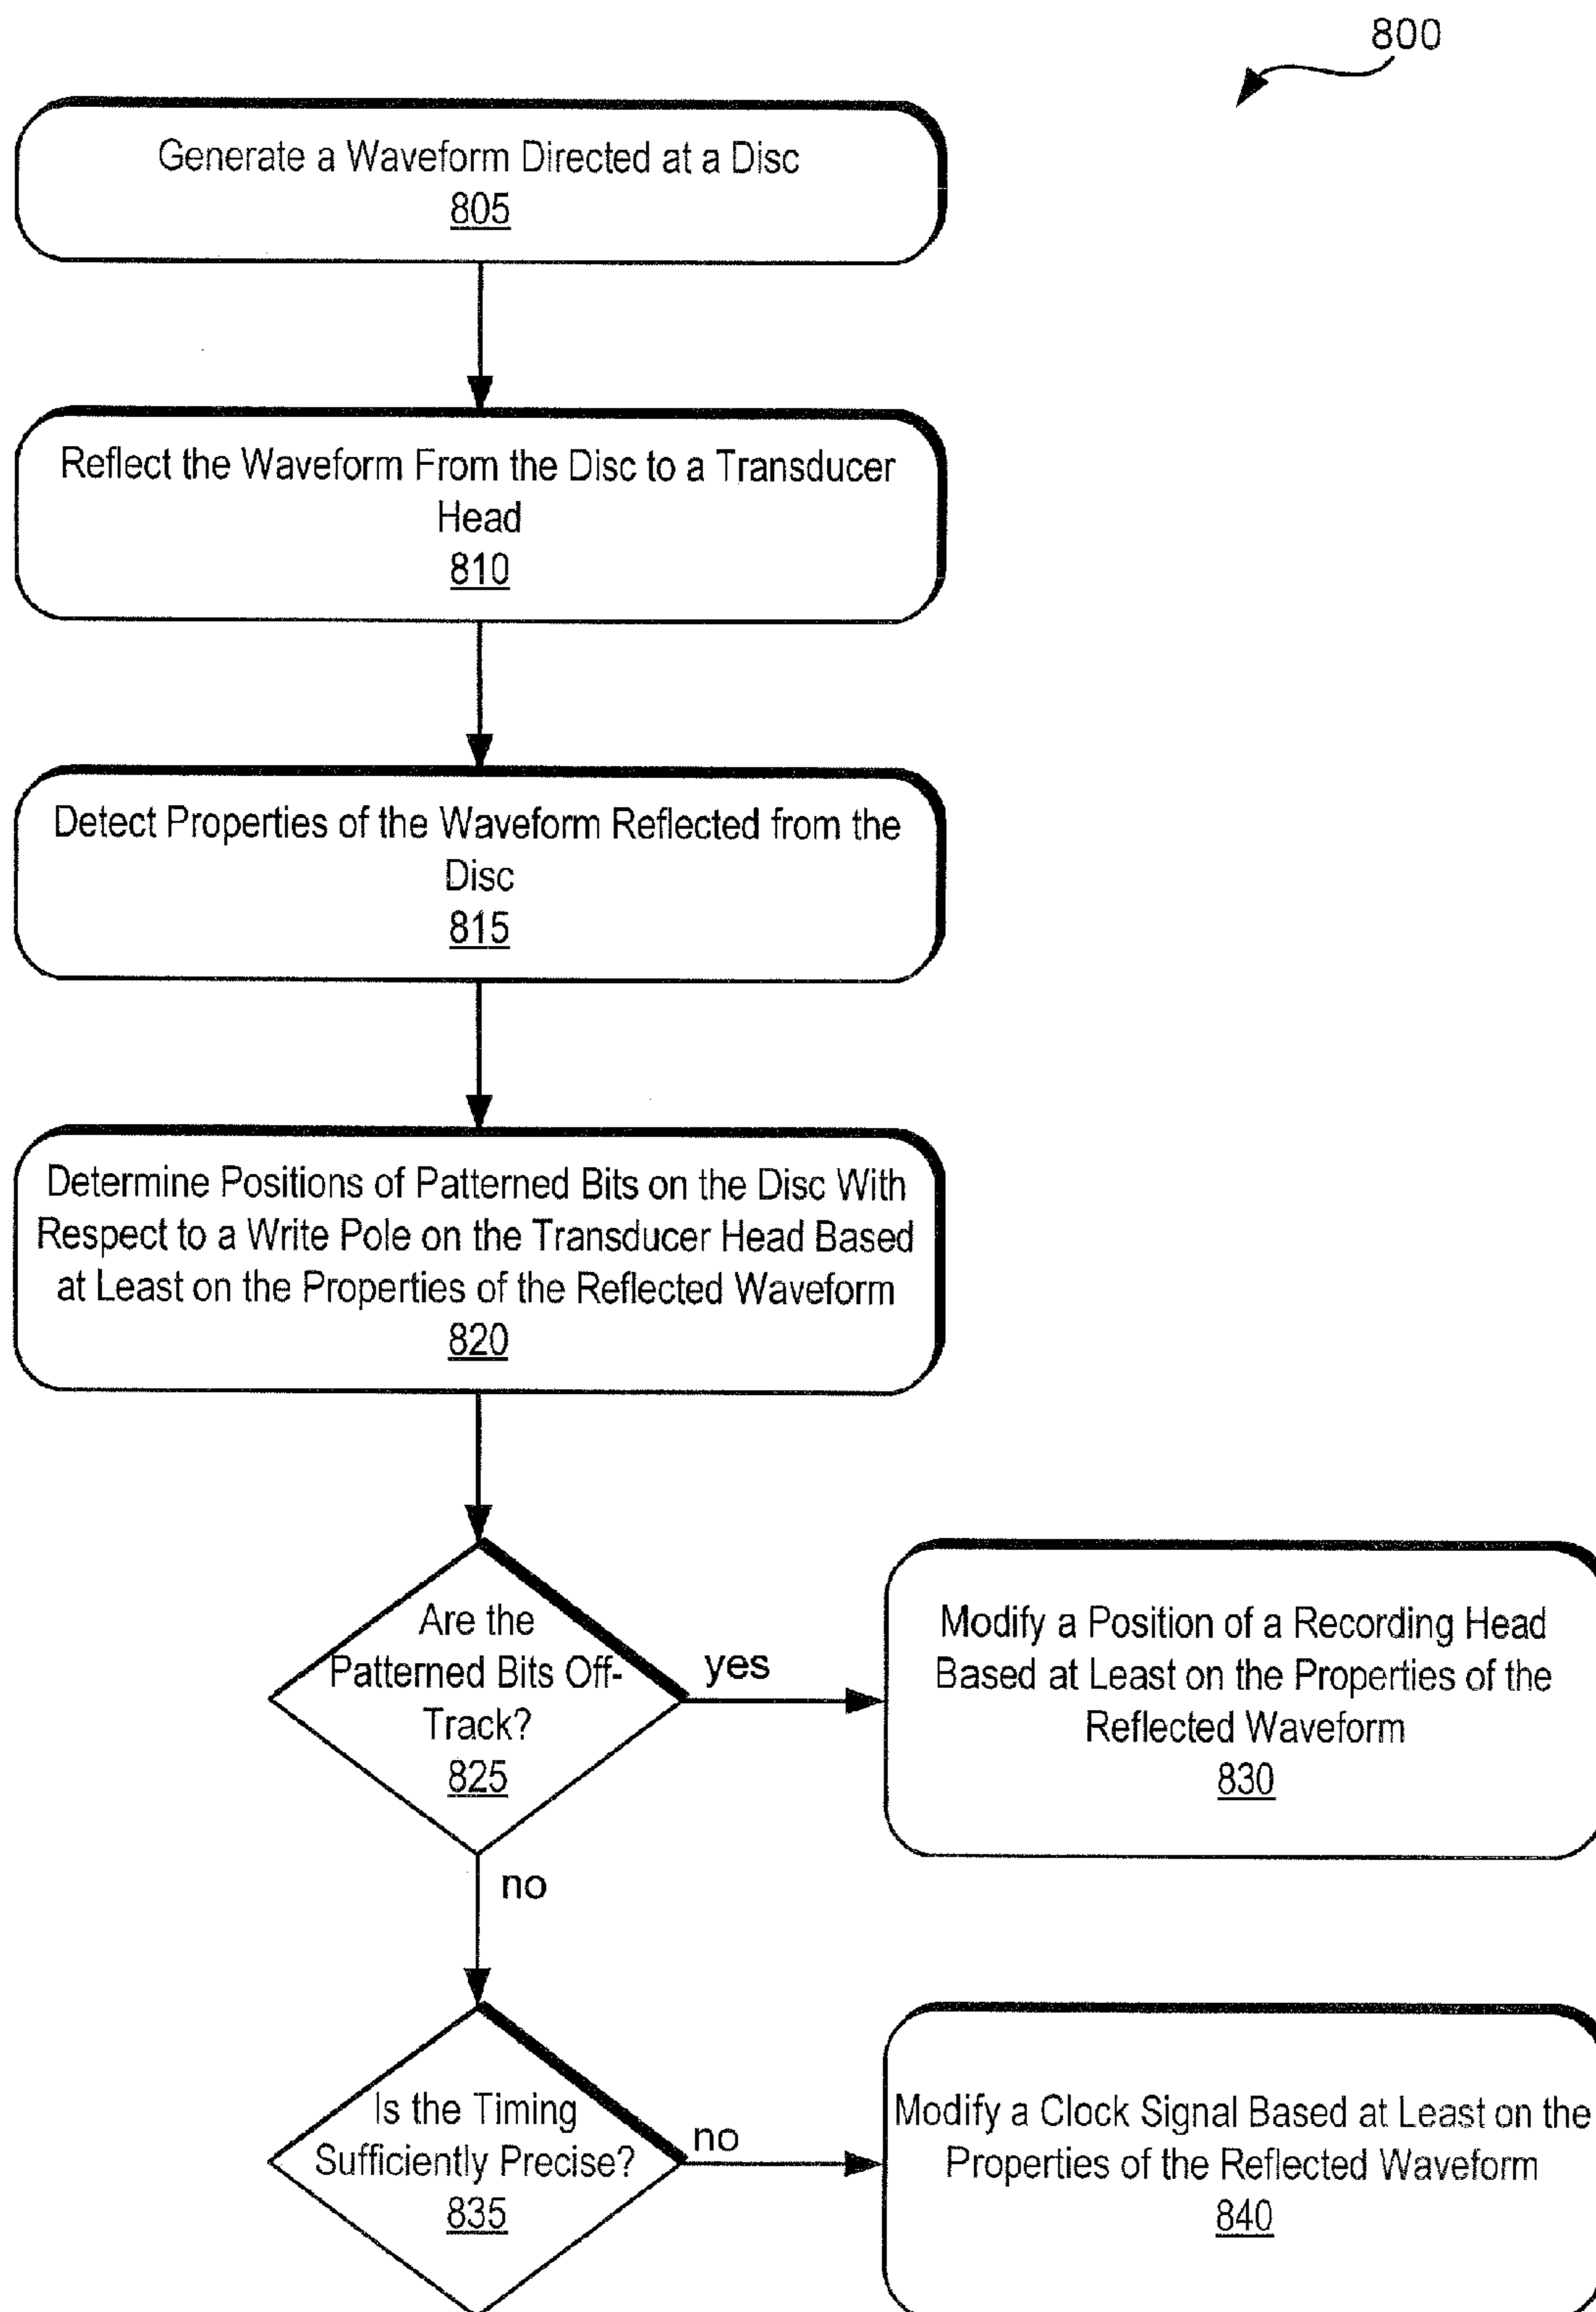 800
Generate a Waveform Directed at a Disc
805
Reflect the Waveform From the Disc to a Transducer
Head
810
Detect Properties of the Waveform Reflected from the
Disc
815
Determine Positions of Patterned Bits on the Disc With
Respect to a Write Pole on the Transducer Head Based
at Least on the Properties of the Reflected Waveform
820
Are the
Patterned Bits Off-
Track?
825
yes
Modify a Position of a Recording Head
Based at Least on the Properties of the
Reflected Waveform
830
no
Is the Timing
Sufficiently Precise?
835
no
Modify a Clock Signal Based at Least on the
Properties of the Reflected Waveform
840